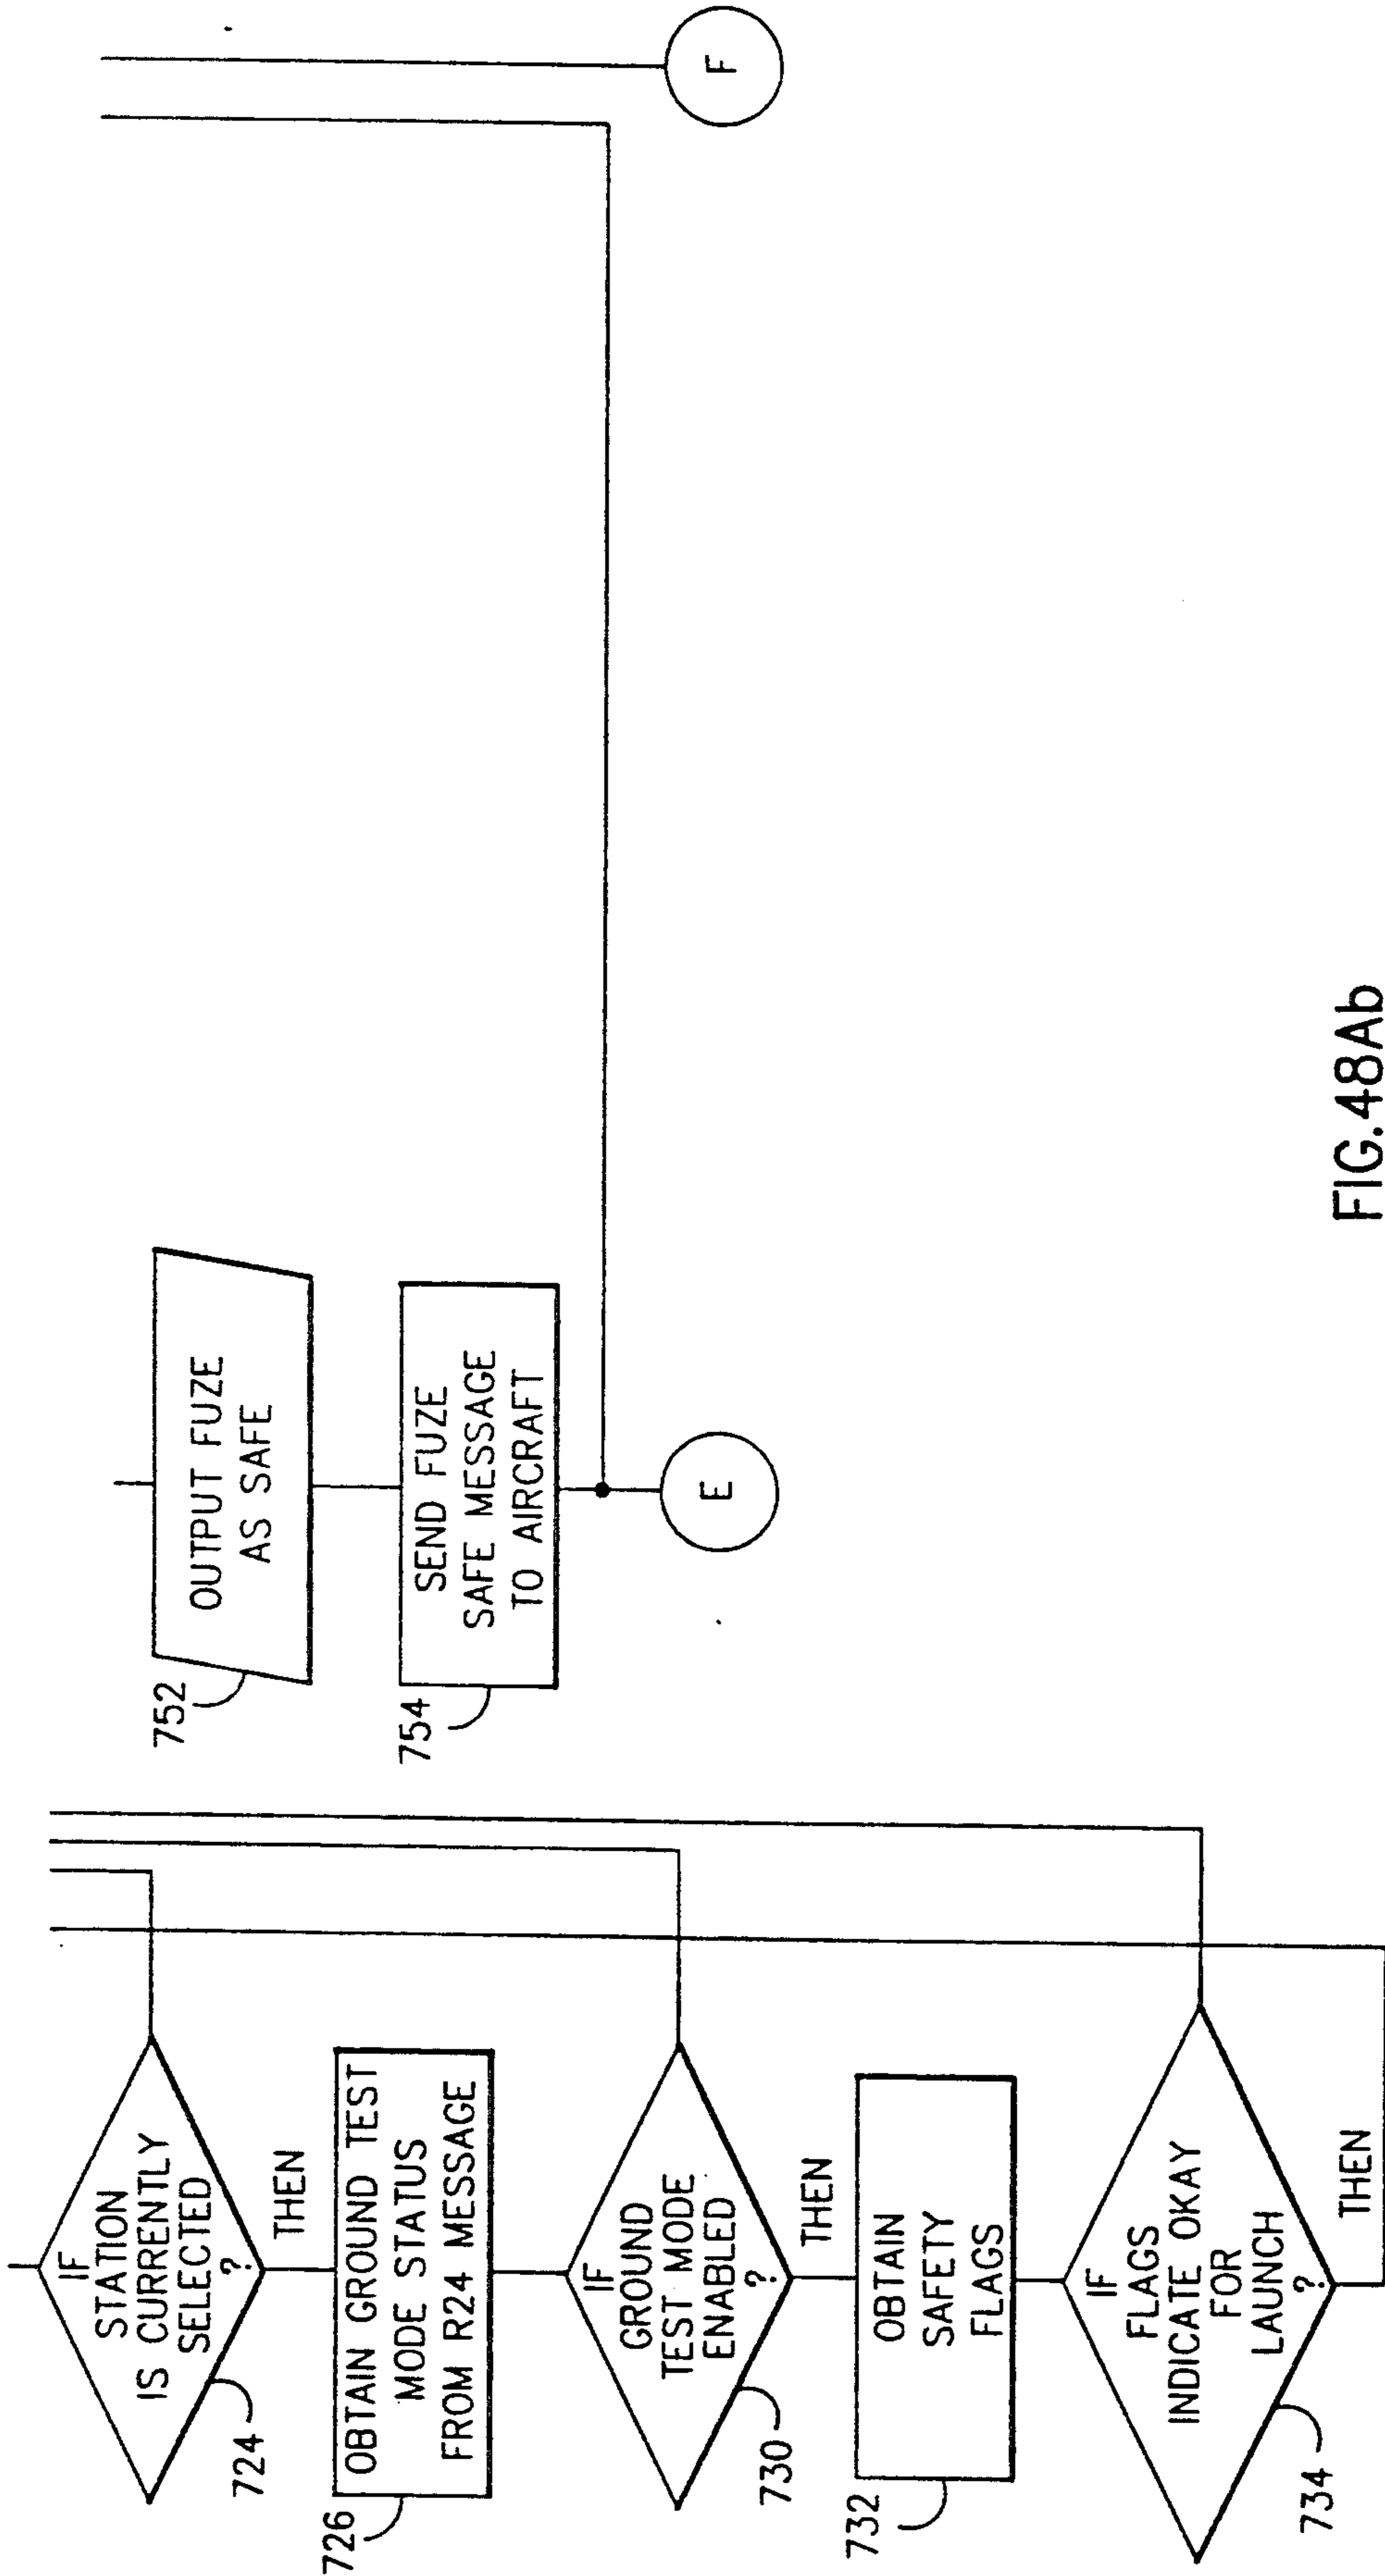 IF
STATION
IS CURRENTLY
SELECTED
?
724
THEN
OBTAIN GROUND TEST
MODE STATUS
FROM R24 MESSAGE
726
IF
GROUND
TEST MODE
ENABLED
?
730
THEN
OBTAIN
SAFETY
FLAGS
732
IF
FLAGS
INDICATE OKAY
FOR
LAUNCH
?
734
THEN
OUTPUT FUZE
AS SAFE
752
SEND FUZE
SAFE MESSAGE
TO AIRCRAFT
754
E
F
FIG.48Ab